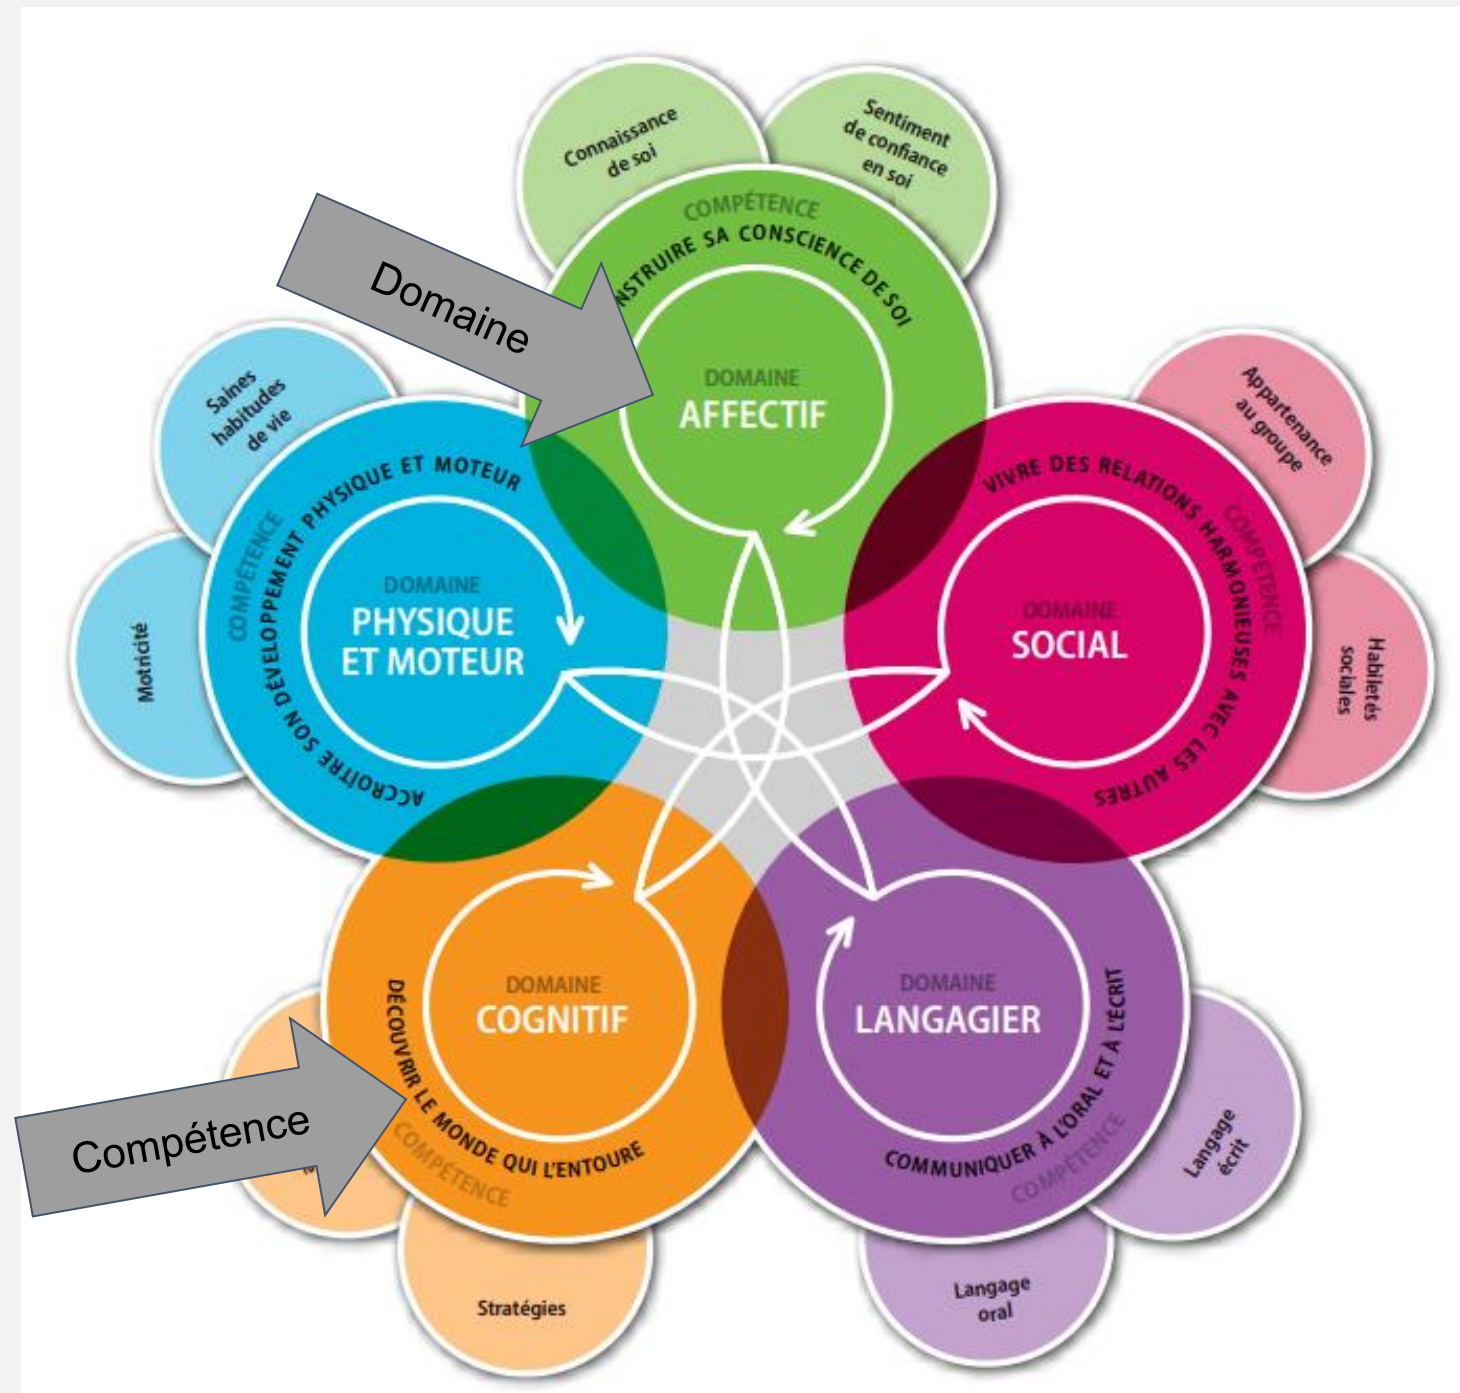 Connaissance
de soi
Sentiment
de confiance
en soi
COMPÉTENCE
NSTRUIRE SA CONSCIENCE DE SOI
Domaine
DOMAINE
AFFECTIF
Saines
habitudes
de vie
Motricité
COMPÉTENCE
ACCROÎTRE SON DÉVELOPPEMENT PHYSIQUE ET MOTEUR
DOMAINE
PHYSIQUE
ET MOTEUR
Appartenance
au groupe
Habiletés
sociales
COMPÉTENCE
VIVRE DES RELATIONS HARMONIEUSES AVEC LES AUTRES
DOMAINE
SOCIAL
DOMAINE
COGNITIF
DÉCOUVRIR LE MONDE QUI L'ENTOURE
COMPÉTENCE
Compétence
Stratégies
DOMAINE
LANGAGIER
COMMUNIQUER À L'ORAL ET À L'ÉCRIT
COMPÉTENCE
Langage
écrit
Langage
oral